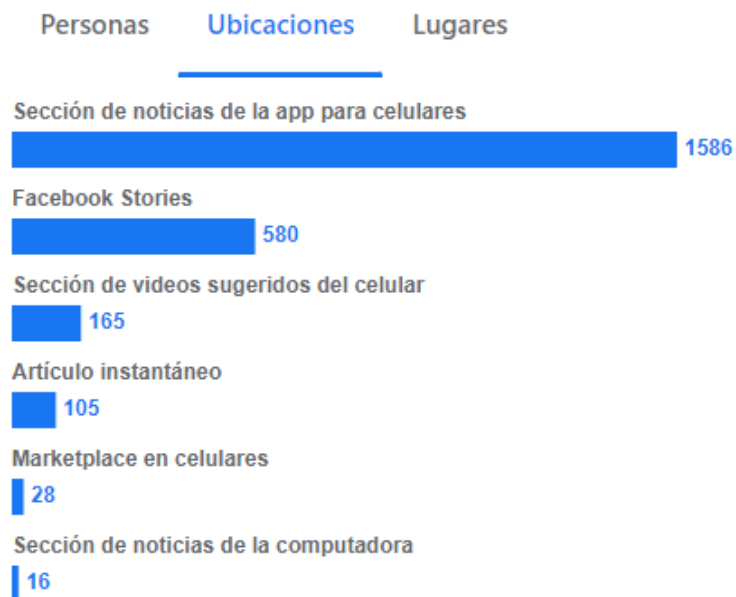 Personas Ubicaciones Lugares
Sección de noticias de la app para celulares
1586
Facebook Stories
580
Sección de videos sugeridos del celular
165
Artículo instantáneo
105
Marketplace en celulares
28
Sección de noticias de la computadora
16